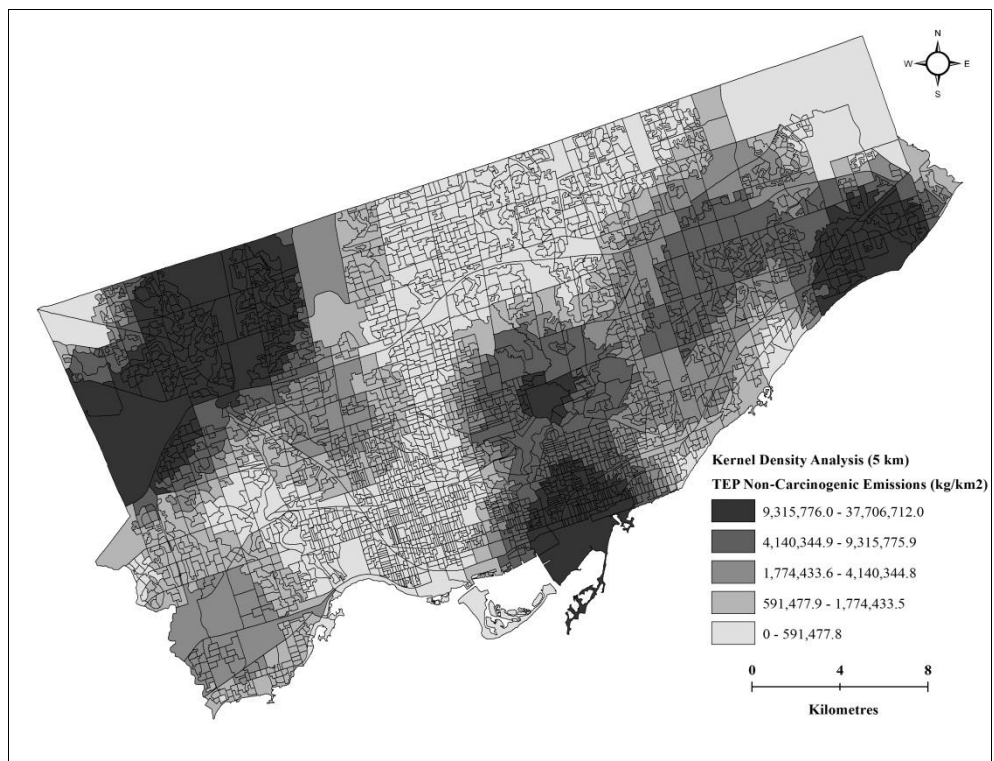 N
W E
S
Kernel Density Analysis (5 km)
TEP Non-Carcinogenic Emissions (kg/km2)
9,315,776.0 - 37,706,712.0
4,140,344.9 - 9,315,775.9
1,774,433.6 - 4,140,344.8
591,477.9 - 1,774,433.5
0 - 591,477.8
0 4 8
Kilometres